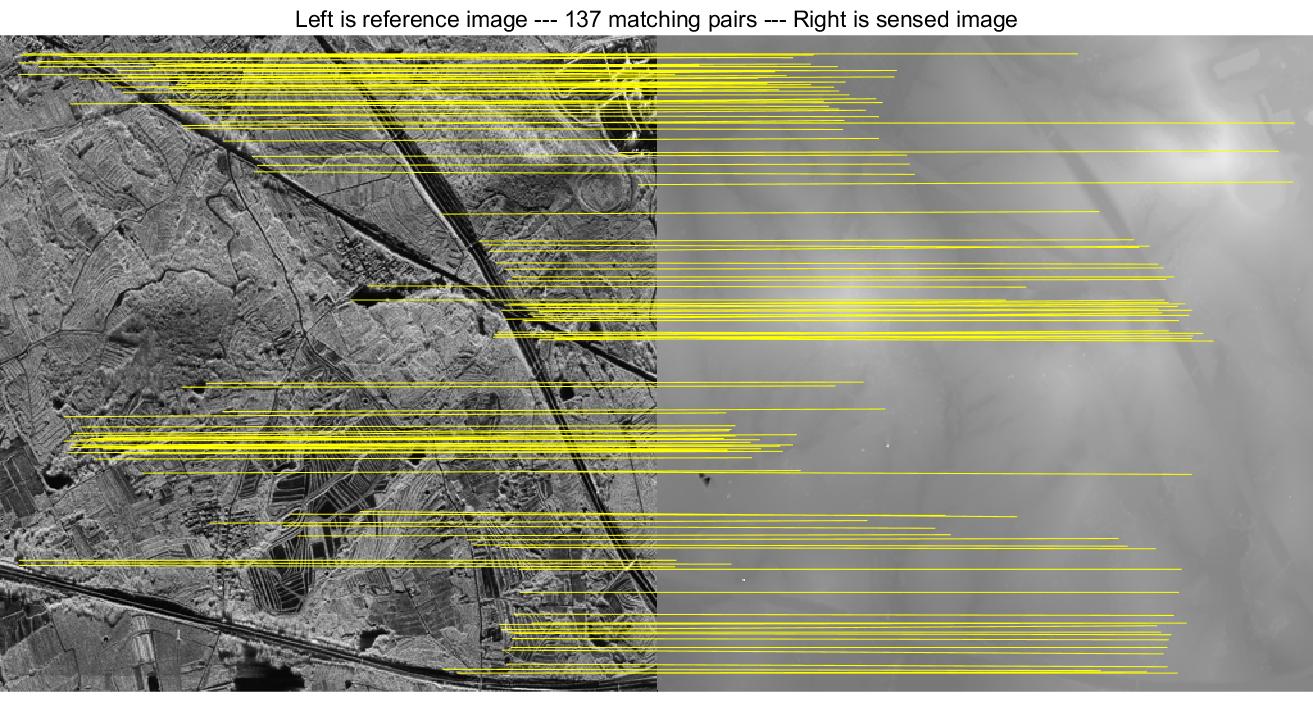 Left is reference image --- 137 matching pairs --- Right is sensed image